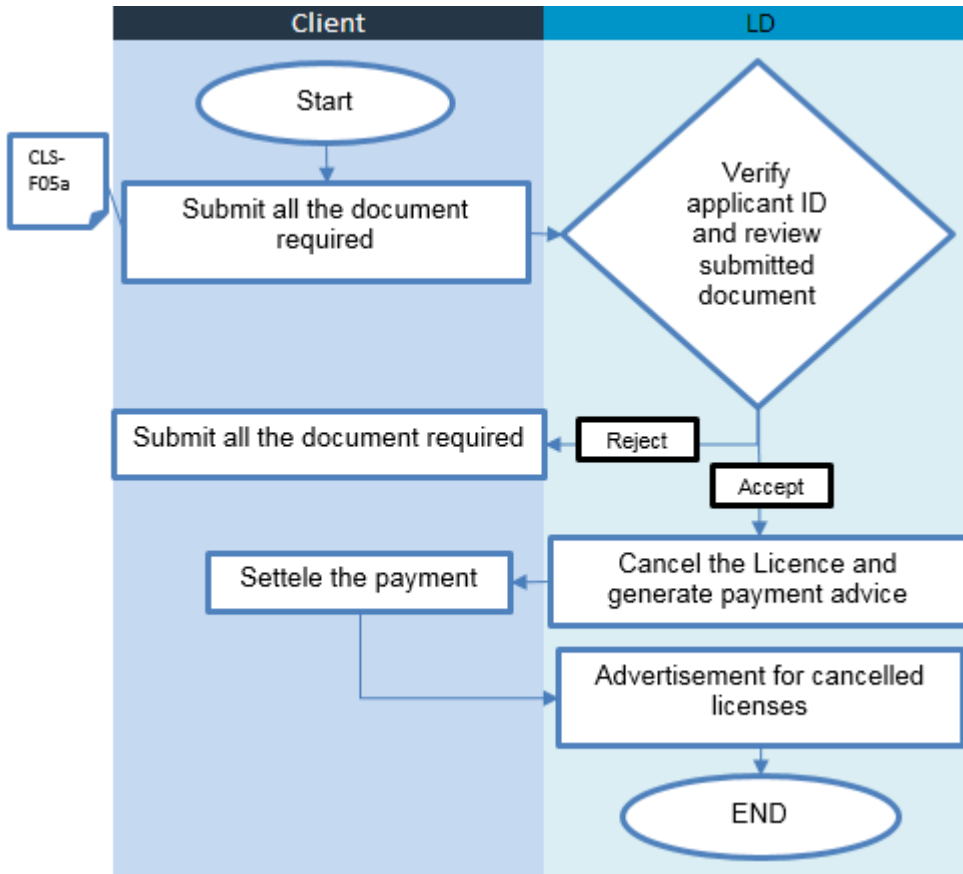 Client
LD
Start
CLS-
F05a
Submit all the document
required
Verify
applicant ID
and review
submitted
document
Submit all the document required
Reject
Accept
Settele the payment
Cancel the Licence and
generate payment advice
Advertisement for cancelled
licenses
END